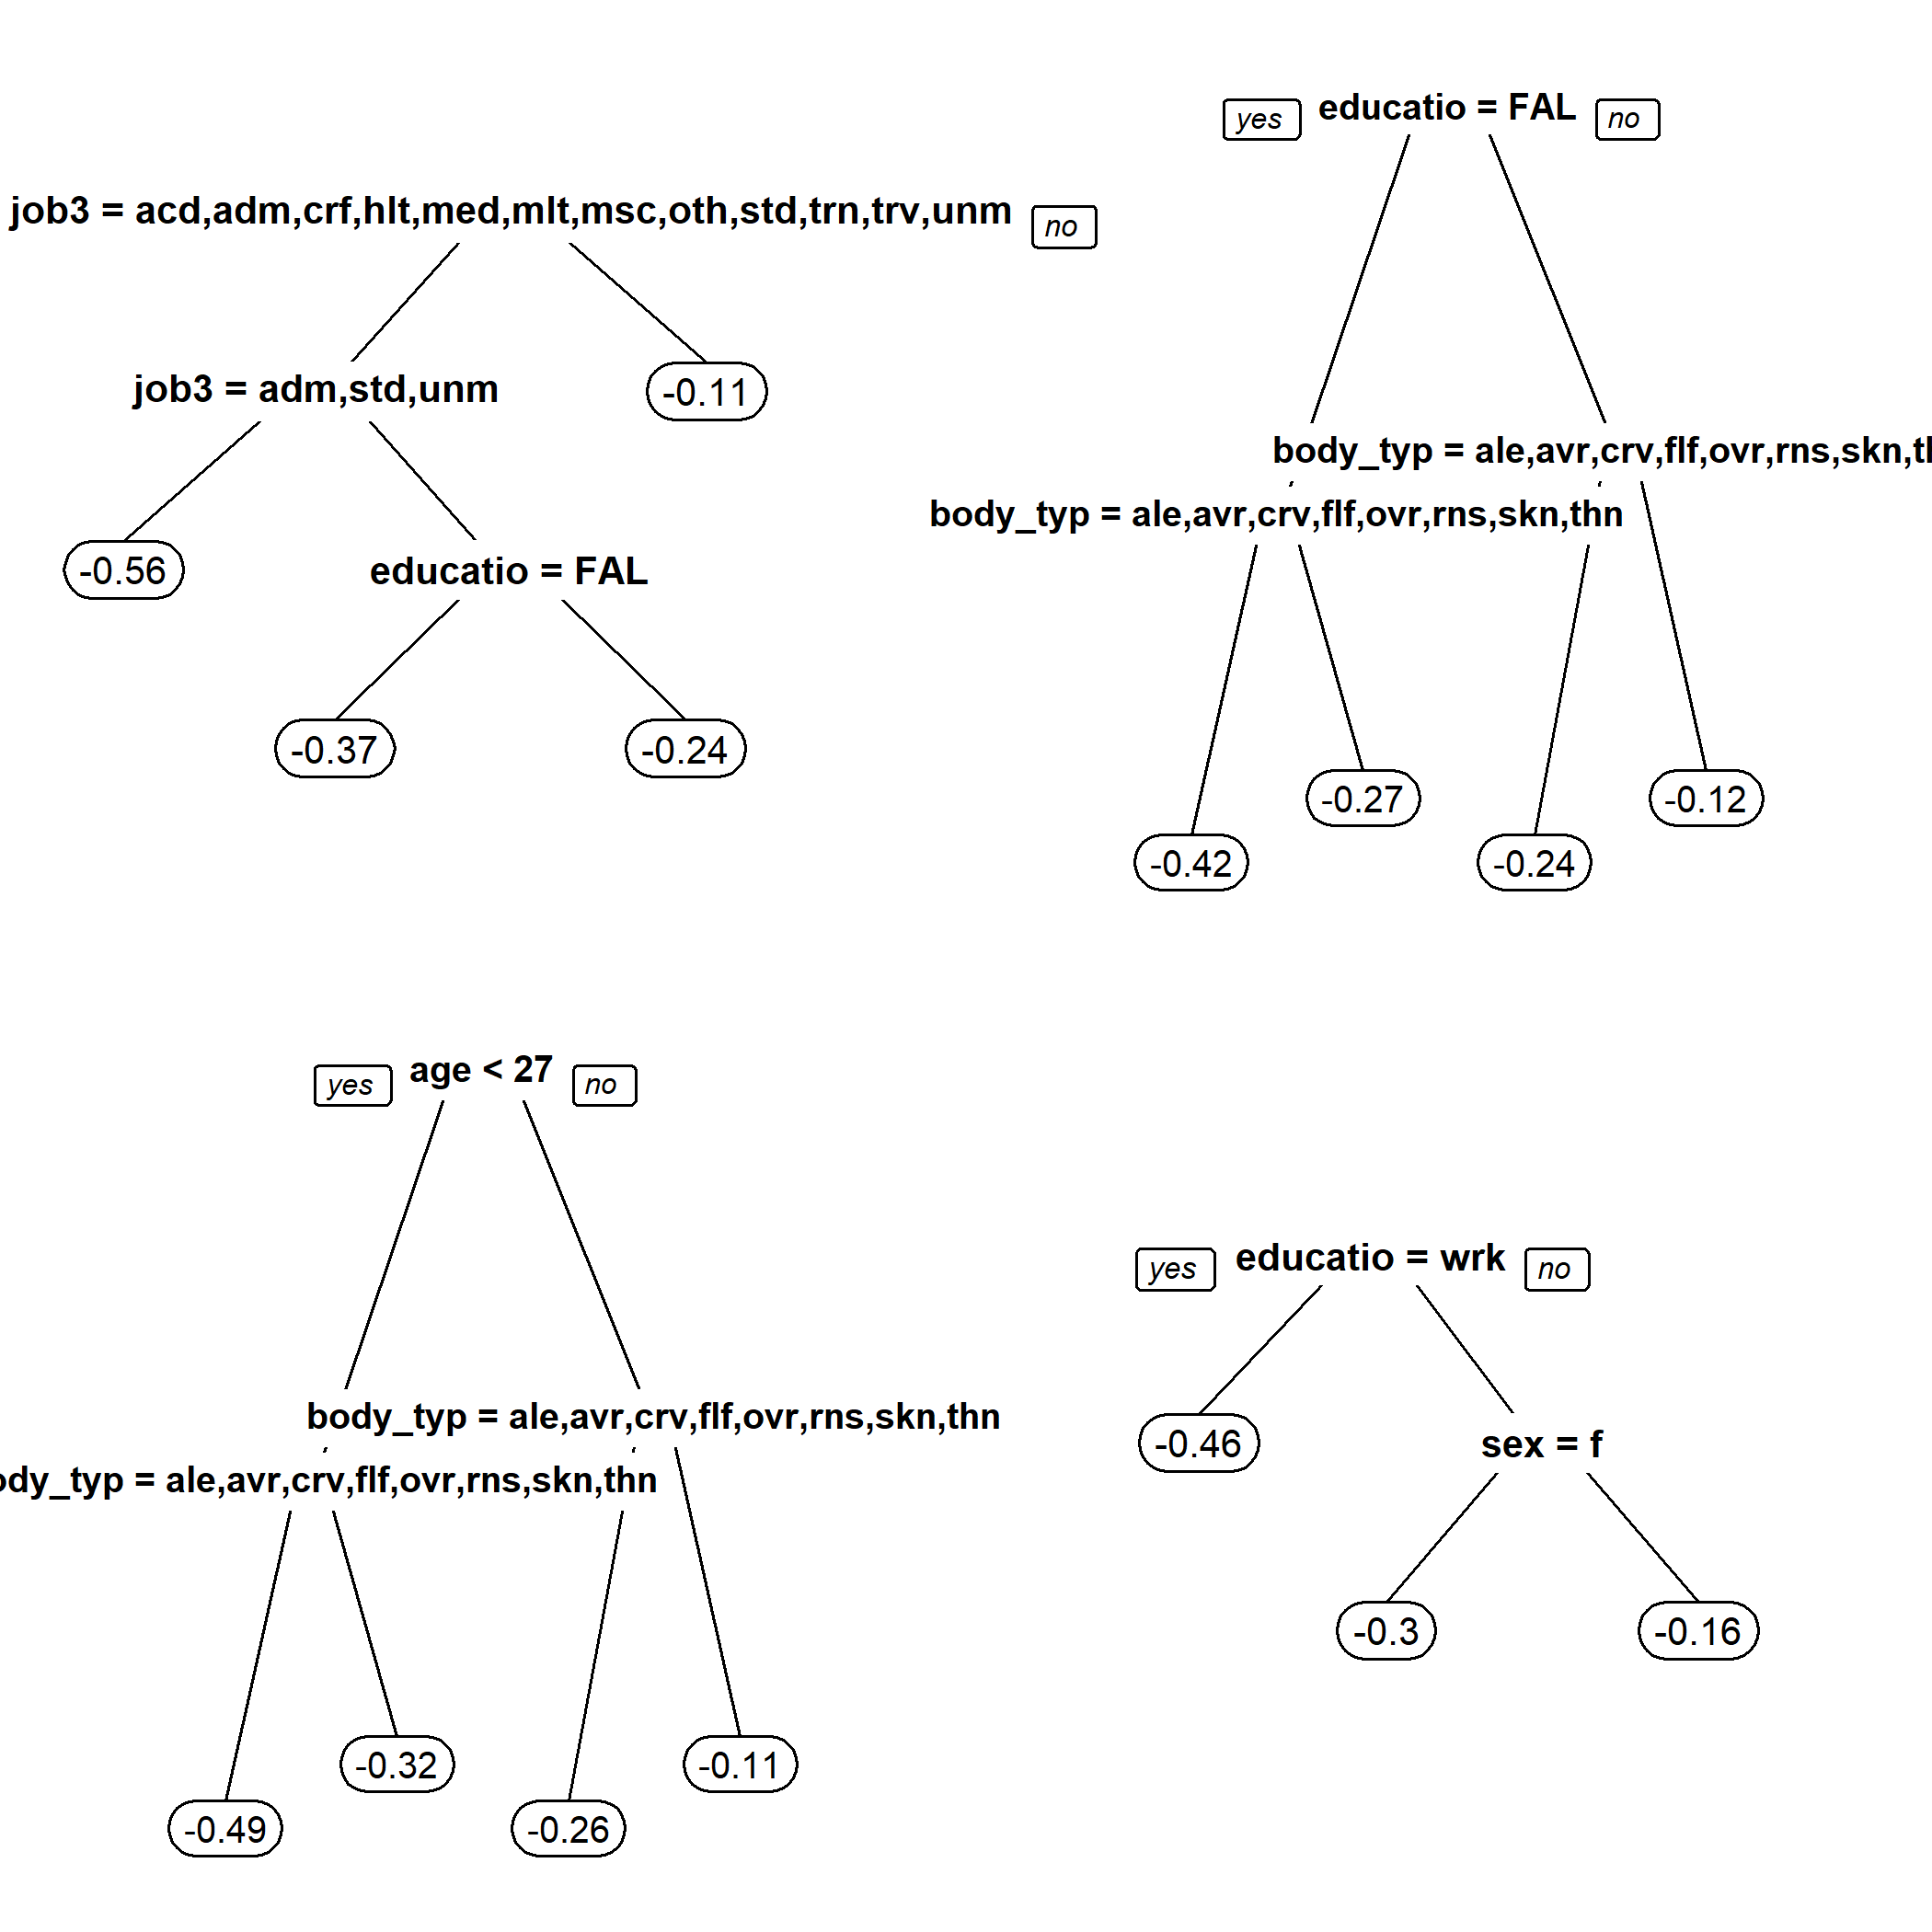 job3 = acd,adm,crf,hlt,med,mlt,msc,oth,std,trn,trv,unm no
job3 = adm,std,unm
-0.11
-0.56
educatio = FAL
-0.37
-0.24
yes educatio = FAL no
body_typ = ale,avr,crv,flf,ovr,rns,skn,
body_typ = ale,avr,crv,flf,ovr,rns,skn,thn
-0.27
-0.12
-0.42
-0.24
yes age < 27 no
body_typ = ale,avr,crv,flf,ovr,rns,skn,thn
dy_typ = ale,avr,crv,flf,ovr,rns,skn,thn
-0.32
-0.11
-0.49
-0.26
yes educatio = wrk no
-0.46
sex = f
-0.3
-0.16